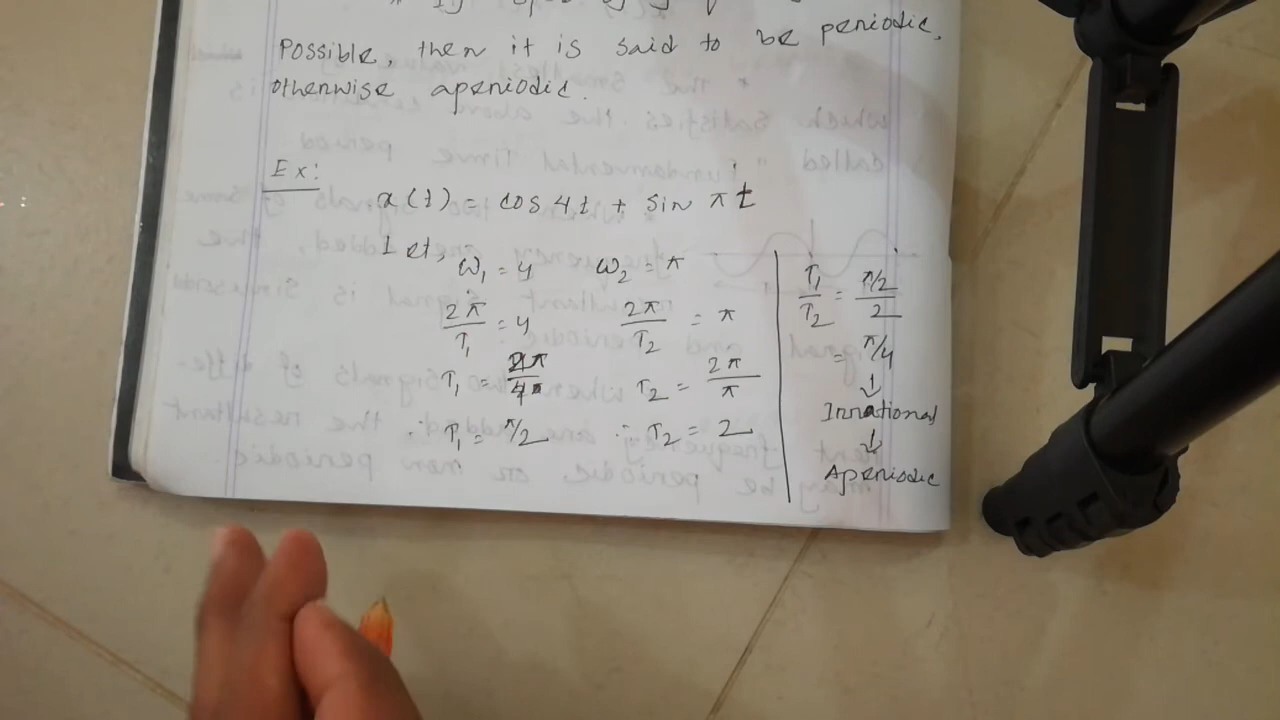 Possible, then it is said to be periodic,
otherwise aperiodic.
Ex:
x(t) = cos 4t + sin πt
Let,
ω₁ = 4 ω₂ = π
2π/T₁ = 4 2π/T₂ = π
T₁ = 2π/4 T₂ = 2π/π
∴ T₁ = π/2 ∴ T₂ = 2
T₁/T₂ = π/2/2
= π/4
↓
Irrational
↓
Aperiodic